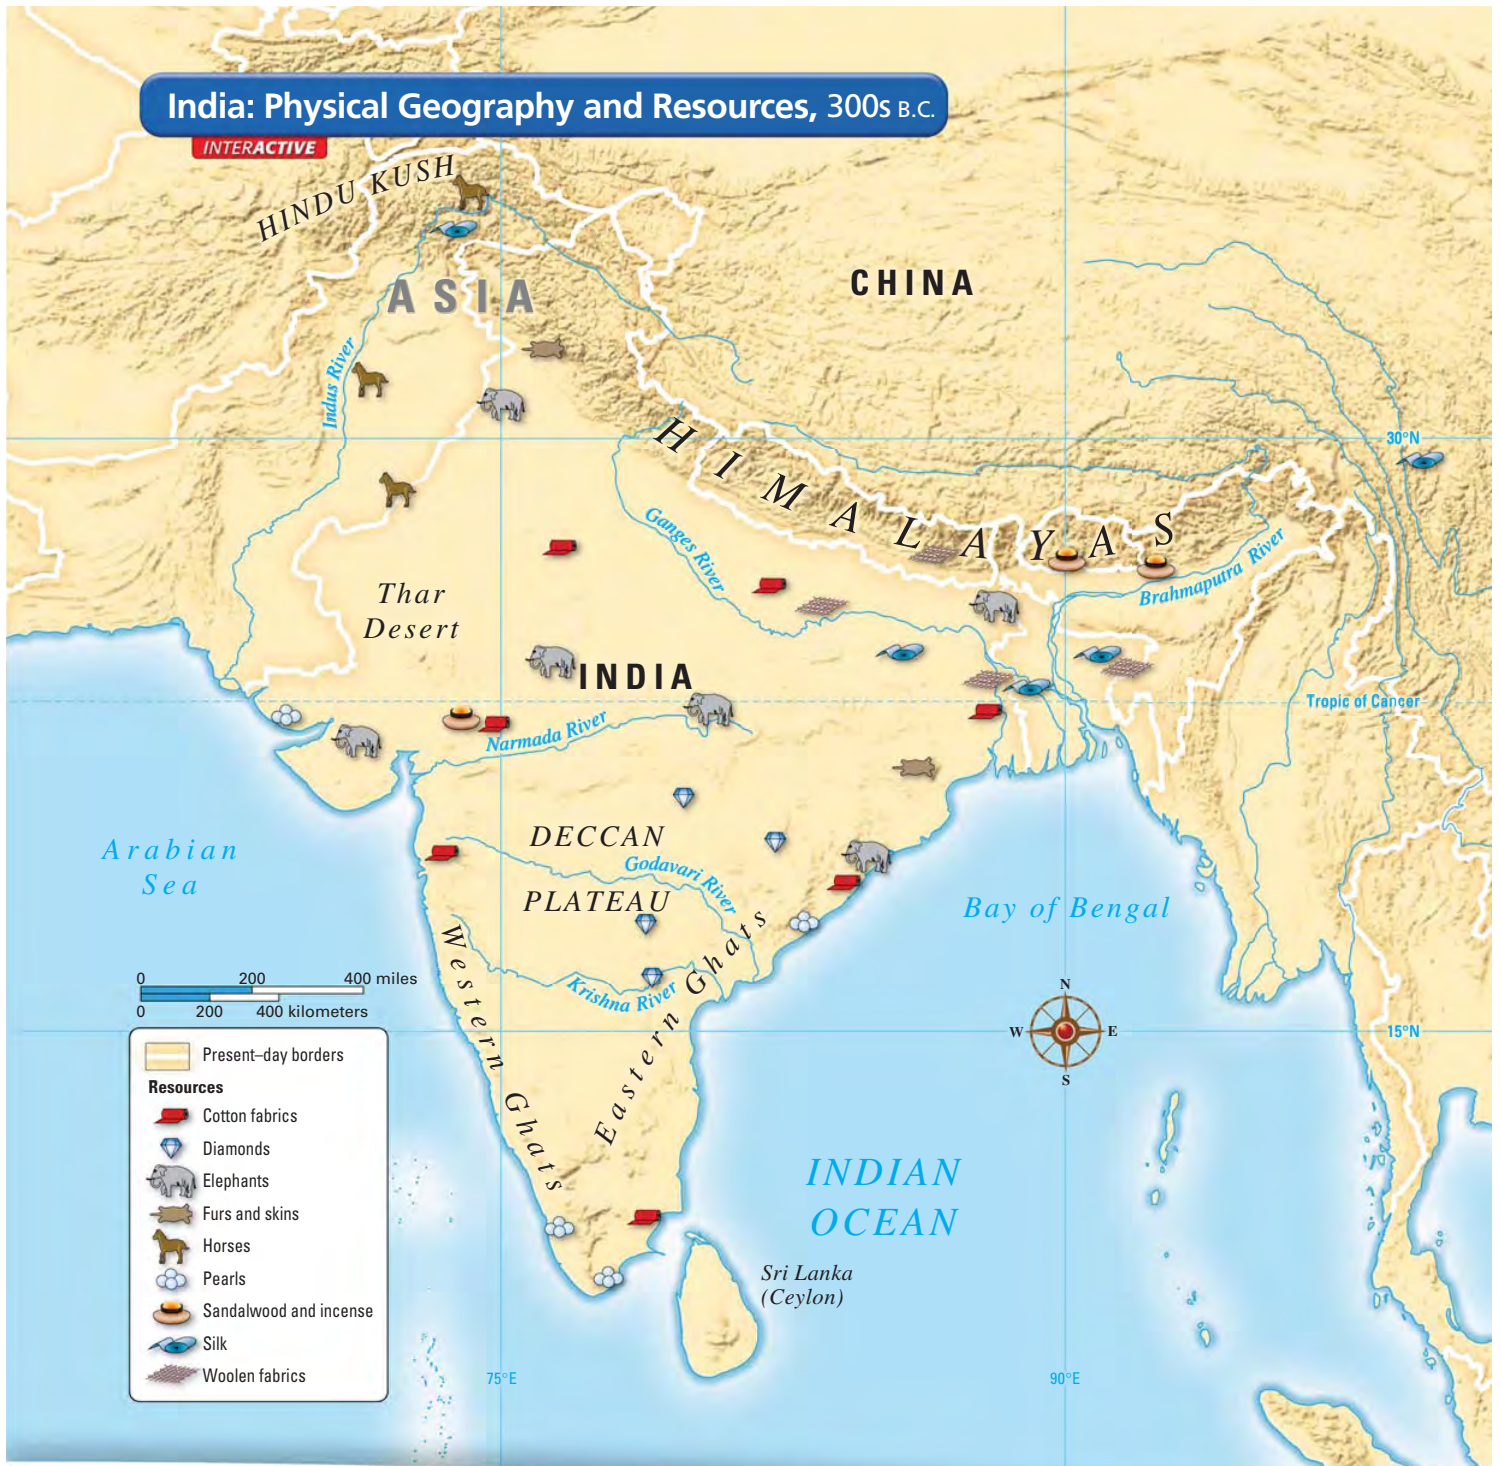 India: Physical Geography and Resources, 300s B.C.
INTERACTIVE
HINDU KUSH
ASIA
CHINA
Indus River
HIMALAYAS
30°N
Ganges River
Brahmaputra River
Thar
Desert
INDIA
Tropic of Cancer
Narmada River
Arabian
Sea
DECCAN
PLATEAU
Godavari River
Bay of Bengal
Western Ghats
Eastern Ghats
Krishna River
0 200 400 miles
0 200 400 kilometers
N
W E
S
15°N
Present–day borders
Resources
Cotton fabrics
Diamonds
Elephants
Furs and skins
Horses
Pearls
Sandalwood and incense
Silk
Woolen fabrics
INDIAN
OCEAN
Sri Lanka
(Ceylon)
75°E
90°E